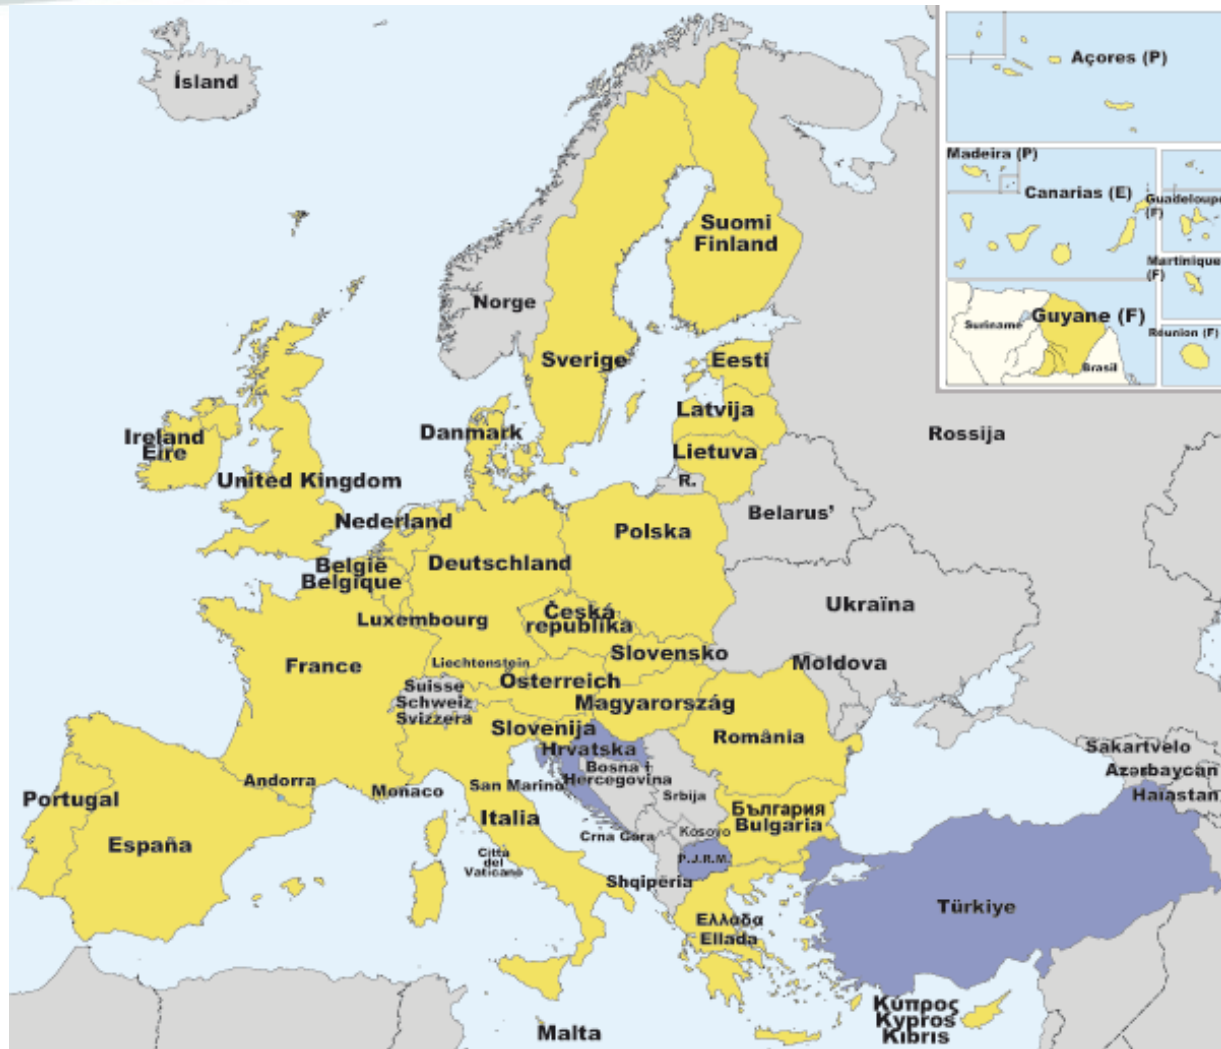 Ísland
Açores (P)
Madeira (P)
Canarias (E)
Guadeloupe
(F)
Suomi
Finland
Martinique
(F)
Norge
Guyane (F)
Suriname
Réunion (F)
Brasil
Sverige
Eesti
Latvija
Danmark
Rossija
Ireland
Eire
Lietuva
R.
United Kingdom
Nederland
Belarus’
Polska
België
Belgique
Deutschland
Luxembourg
Česká
republika
Ukraïna
France
Liechtenstein
Slovensko
Moldova
Suisse
Schweiz
Svizzera
Österreich
Magyarország
Slovenija
Hrvatska
România
Sakartvelo
Azərbaycan
Haïastan
Bosna i
Hercegovina
Andorra
Monaco
San Marino
Srbija
Portugal
España
Italia
България
Bulgaria
Crna Gora
Kosovo
P.J.R.M.
Città
del
Vaticano
Shqipëria
Türkiye
Ελλάδα
Ellada
Κύπρος
Kypros
Kıbrıs
Malta